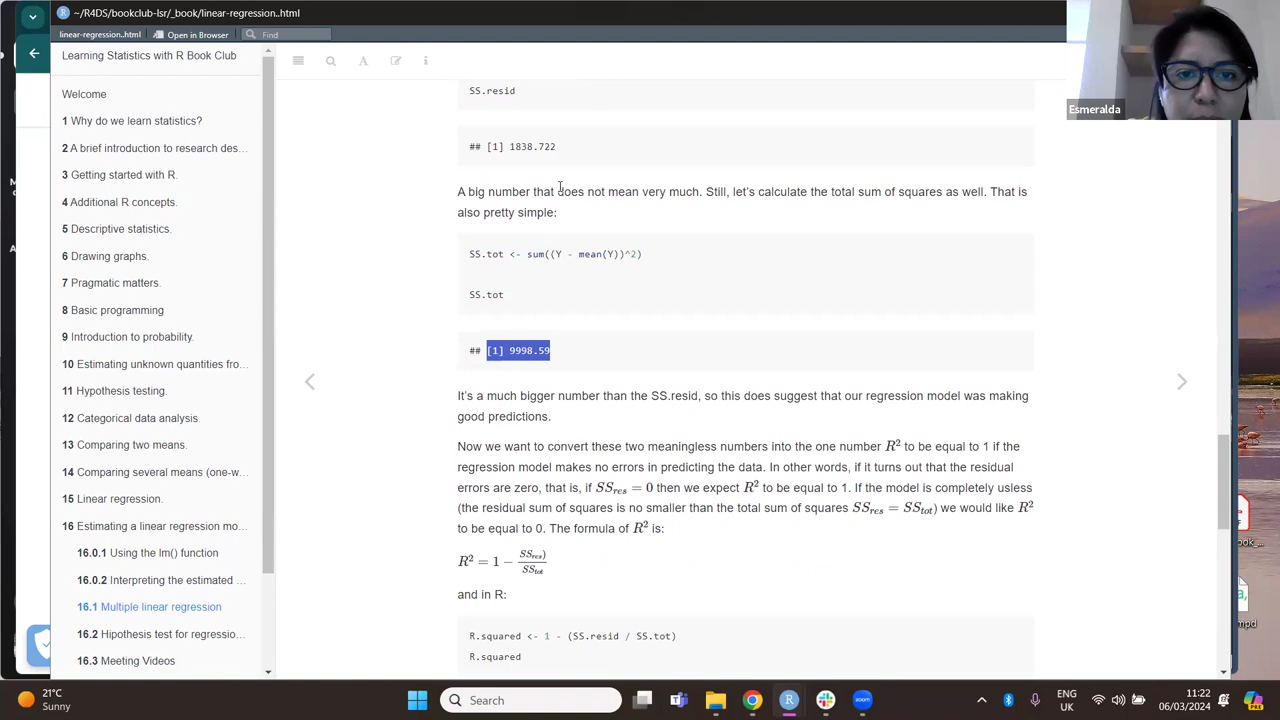 ~/R4DS/bookclub-lsr/_book/linear-regression..html
linear-regression..html
Open in Browser
Find
Learning Statistics with R Book Club
Welcome
1 Why do we learn statistics?
2 A brief introduction to research des...
3 Getting started with R.
4 Additional R concepts.
5 Descriptive statistics.
6 Drawing graphs.
7 Pragmatic matters.
8 Basic programming
9 Introduction to probability.
10 Estimating unknown quantities fro...
11 Hypothesis testing.
12 Categorical data analysis.
13 Comparing two means.
14 Comparing several means (one-w...
15 Linear regression.
16 Estimating a linear regression mo...
16.0.1 Using the lm() function
16.0.2 Interpreting the estimated ...
16.1 Multiple linear regression
16.2 Hipothesis test for regressio...
16.3 Meeting Videos
SS.resid
## [1] 1838.722
A big number that does not mean very much. Still, let's calculate the total sum of squares as well. That is
also pretty simple:
SS.tot <- sum((Y - mean(Y))^2)
SS.tot
## [1] 9998.59
It's a much bigger number than the SS.resid, so this does suggest that our regression model was making
good predictions.
Now we want to convert these two meaningless numbers into the one number R² to be equal to 1 if the
regression model makes no errors in predicting the data. In other words, if it turns out that the residual
errors are zero, that is, if SS_res = 0 then we expect R² to be equal to 1. If the model is completely usless
(the residual sum of squares is no smaller than the total sum of squares SS_res = SS_tot) we would like R²
to be equal to 0. The formula of R² is:
R² = 1 − SS_res) / SS_tot
and in R:
R.squared <- 1 - (SS.resid / SS.tot)
R.squared
Esmeralda
21°C
Sunny
Search
ENG
UK
11:22
06/03/2024